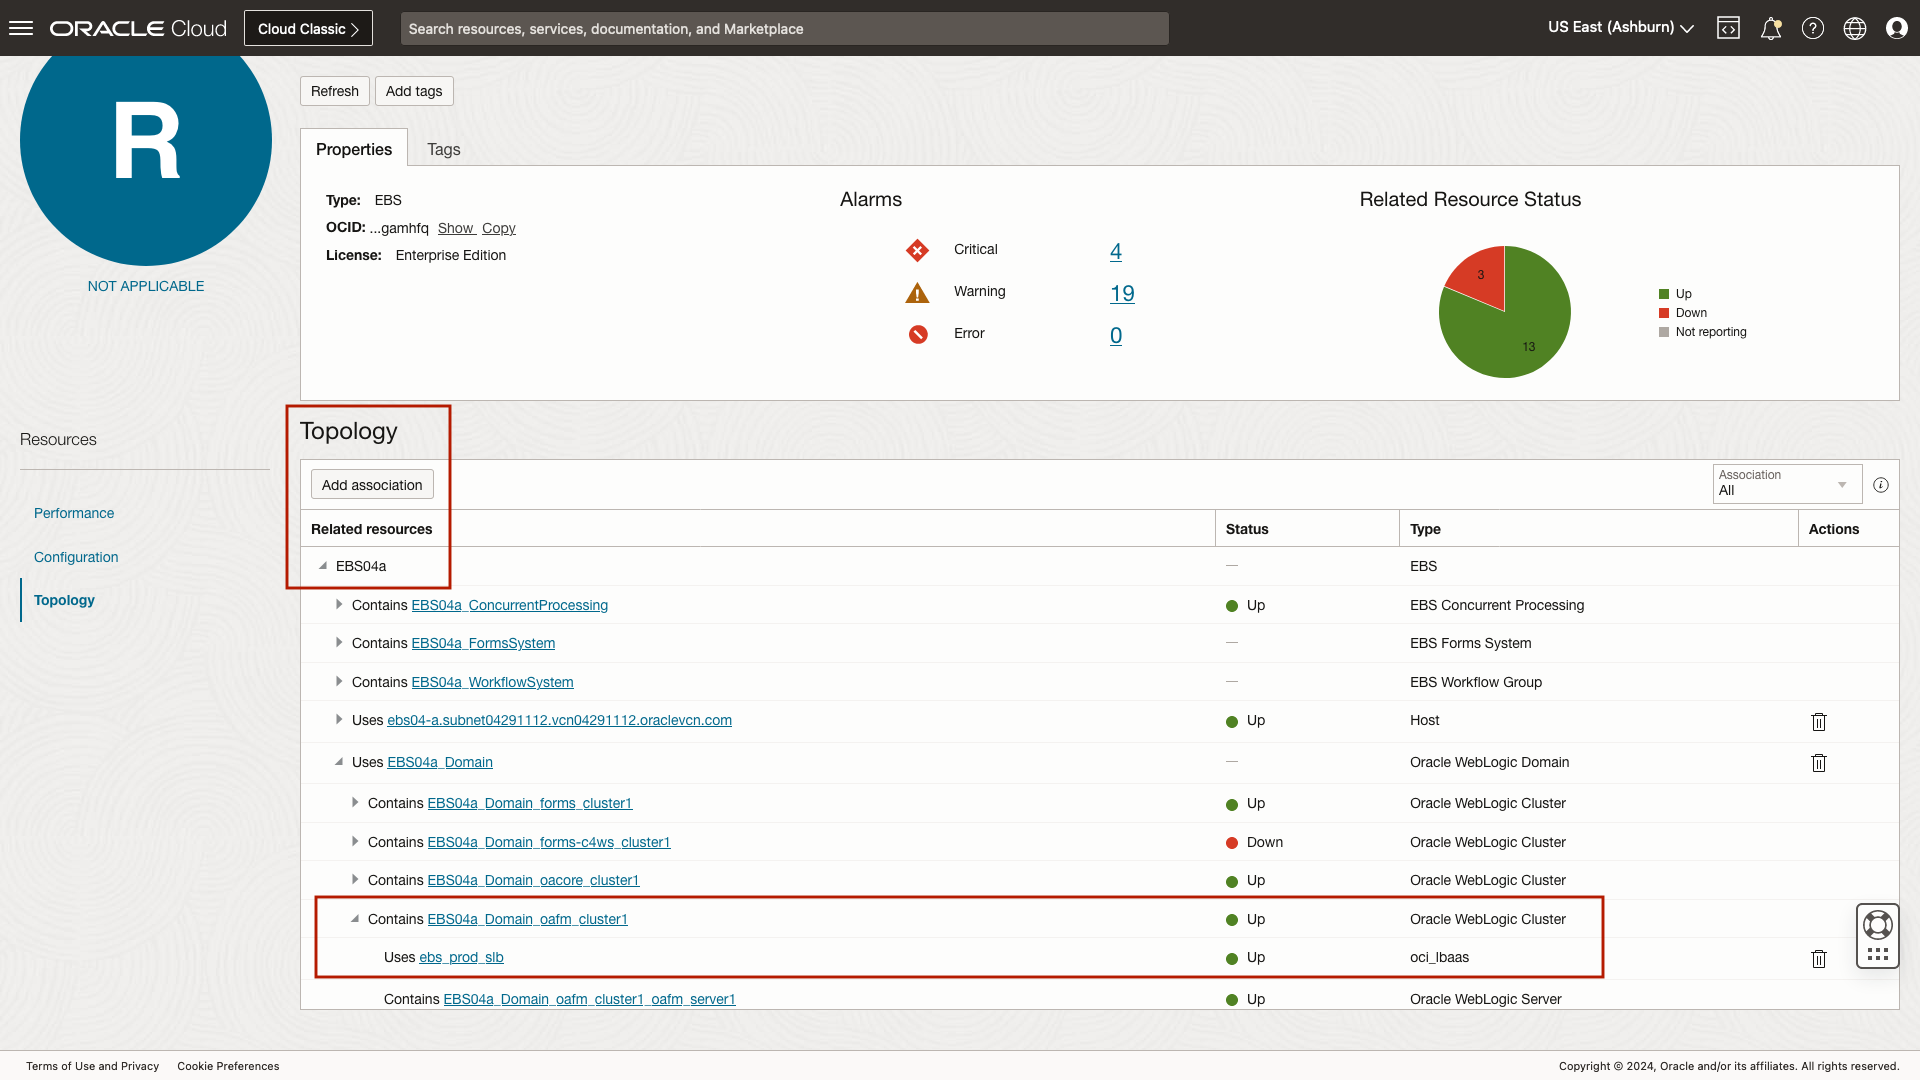 ORACLE Cloud
Cloud Classic
Search resources, services, documentation, and Marketplace
US East (Ashburn)
R
NOT APPLICABLE
Refresh
Add tags
Properties
Tags
Type: EBS
OCID: ...gamhfq Show Copy
License: Enterprise Edition
Alarms
Critical 4
Warning 19
Error 0
Related Resource Status
3
13
Up
Down
Not reporting
Resources
Performance
Configuration
Topology
Topology
Add association
Association
All
Related resources Status Type Actions
EBS04a — EBS
Contains EBS04a_ConcurrentProcessing Up EBS Concurrent Processing
Contains EBS04a_FormsSystem — EBS Forms System
Contains EBS04a_WorkflowSystem — EBS Workflow Group
Uses ebs04-a.subnet04291112.vcn04291112.oraclevcn.com Up Host
Uses EBS04a_Domain — Oracle WebLogic Domain
Contains EBS04a_Domain_forms_cluster1 Up Oracle WebLogic Cluster
Contains EBS04a_Domain_forms-c4ws_cluster1 Down Oracle WebLogic Cluster
Contains EBS04a_Domain_oacore_cluster1 Up Oracle WebLogic Cluster
Contains EBS04a_Domain_oafm_cluster1 Up Oracle WebLogic Cluster
Uses ebs_prod_slb Up oci_lbaas
Contains EBS04a_Domain_oafm_cluster1_oafm_server1 Up Oracle WebLogic Server
Terms of Use and Privacy
Cookie Preferences
Copyright © 2024, Oracle and/or its affiliates. All rights reserved.